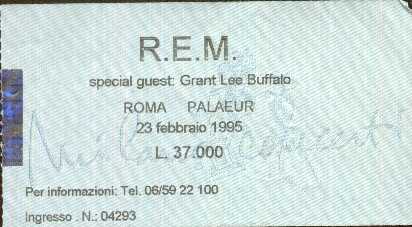 R.E.M.
special guest: Grant Lee Buffalo
ROMA PALAEUR
23 febbraio 1995
L. 37.000
Per informazioni: Tel. 06/59 22 100
Ingresso . N.: 04293